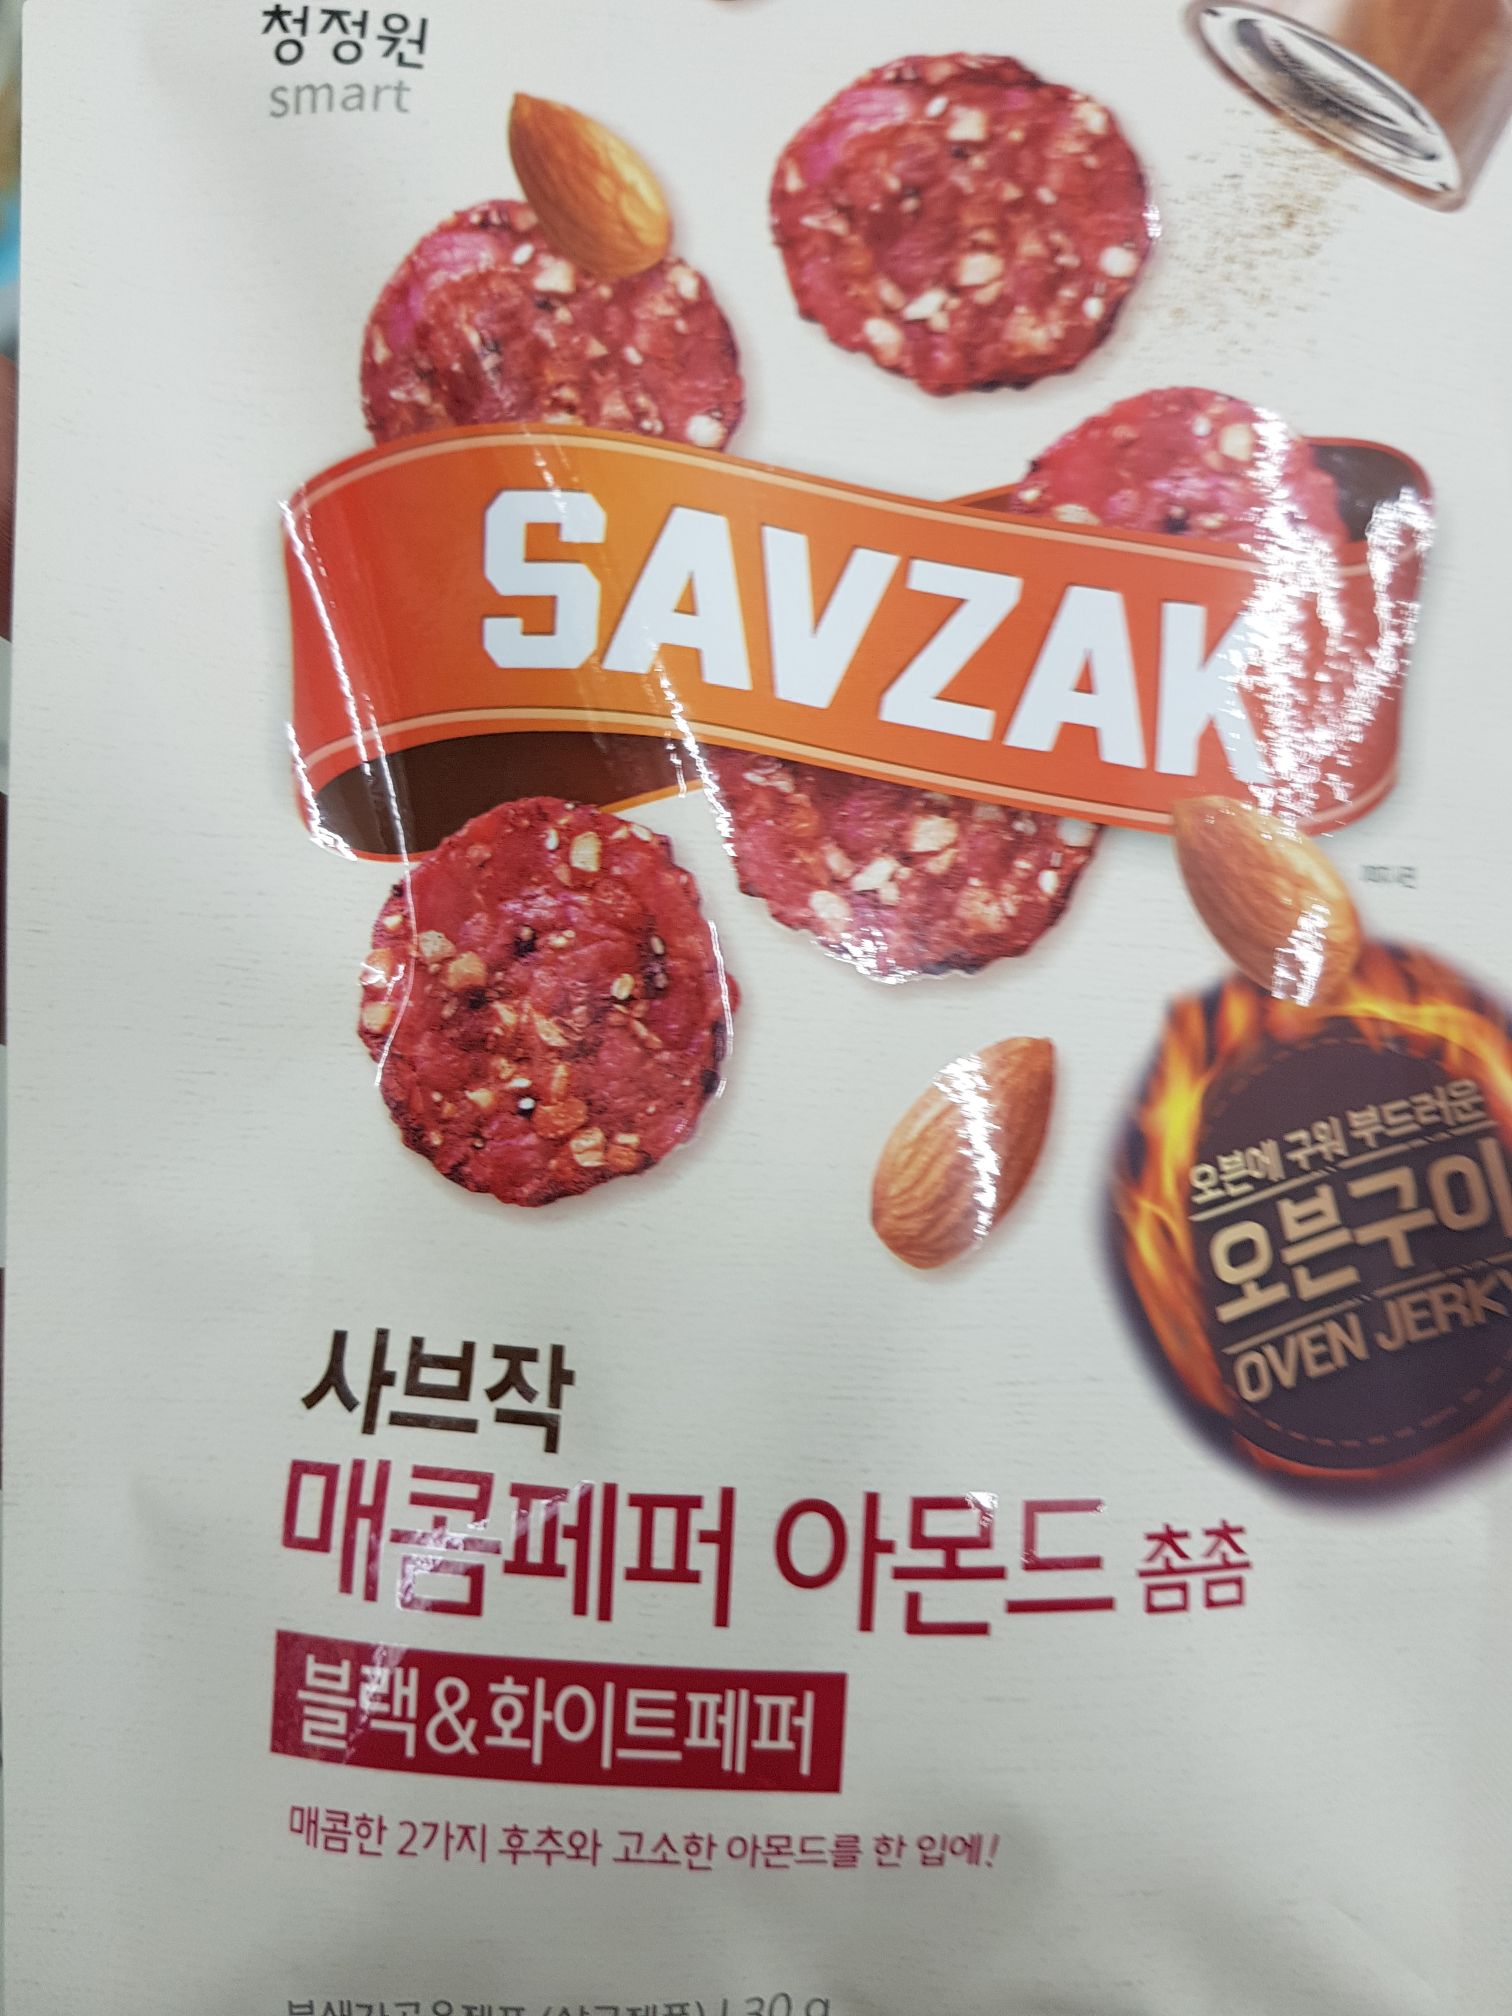 청정원
smart
SAVZAK
오븐에 구워 부드러운
오븐구이
OVEN JERKY
사브작
매콤페퍼 아몬드 촘촘
블랙&화이트페퍼
매콤한 2가지 후추와 고소한 아몬드를 한 입에!
30 g